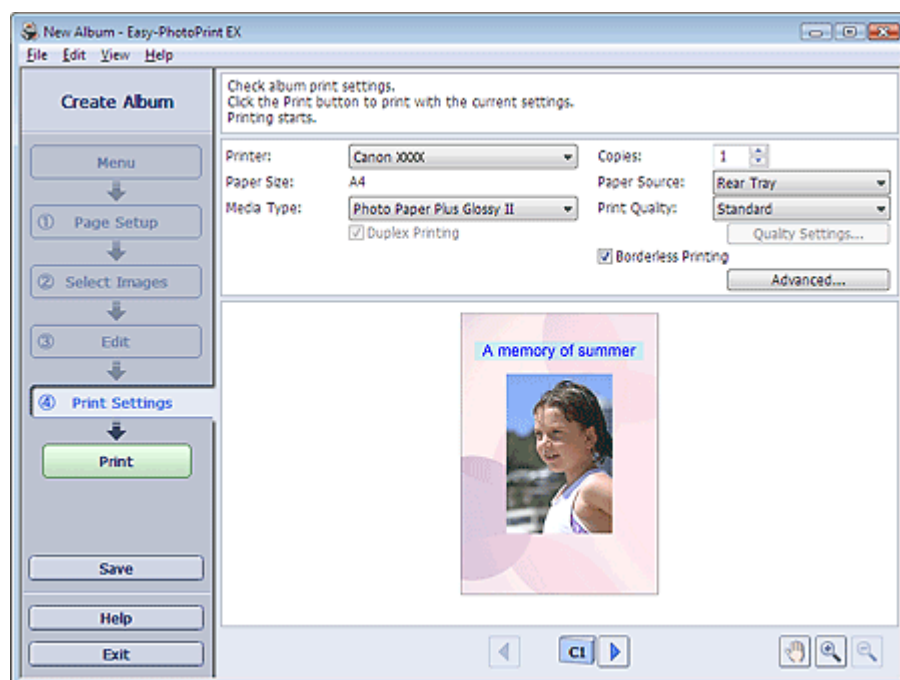 New Album - Easy-PhotoPrint EX
File Edit View Help
Create Album
Menu
① Page Setup
② Select Images
③ Edit
④ Print Settings
Print
Save
Help
Exit
Check album print settings.
Click the Print button to print with the current settings.
Printing starts.
Printer: Canon XXXX
Paper Size: A4
Media Type: Photo Paper Plus Glossy II
Duplex Printing
Copies: 1
Paper Source: Rear Tray
Print Quality: Standard
Quality Settings...
Borderless Printing
Advanced...
A memory of summer
C1